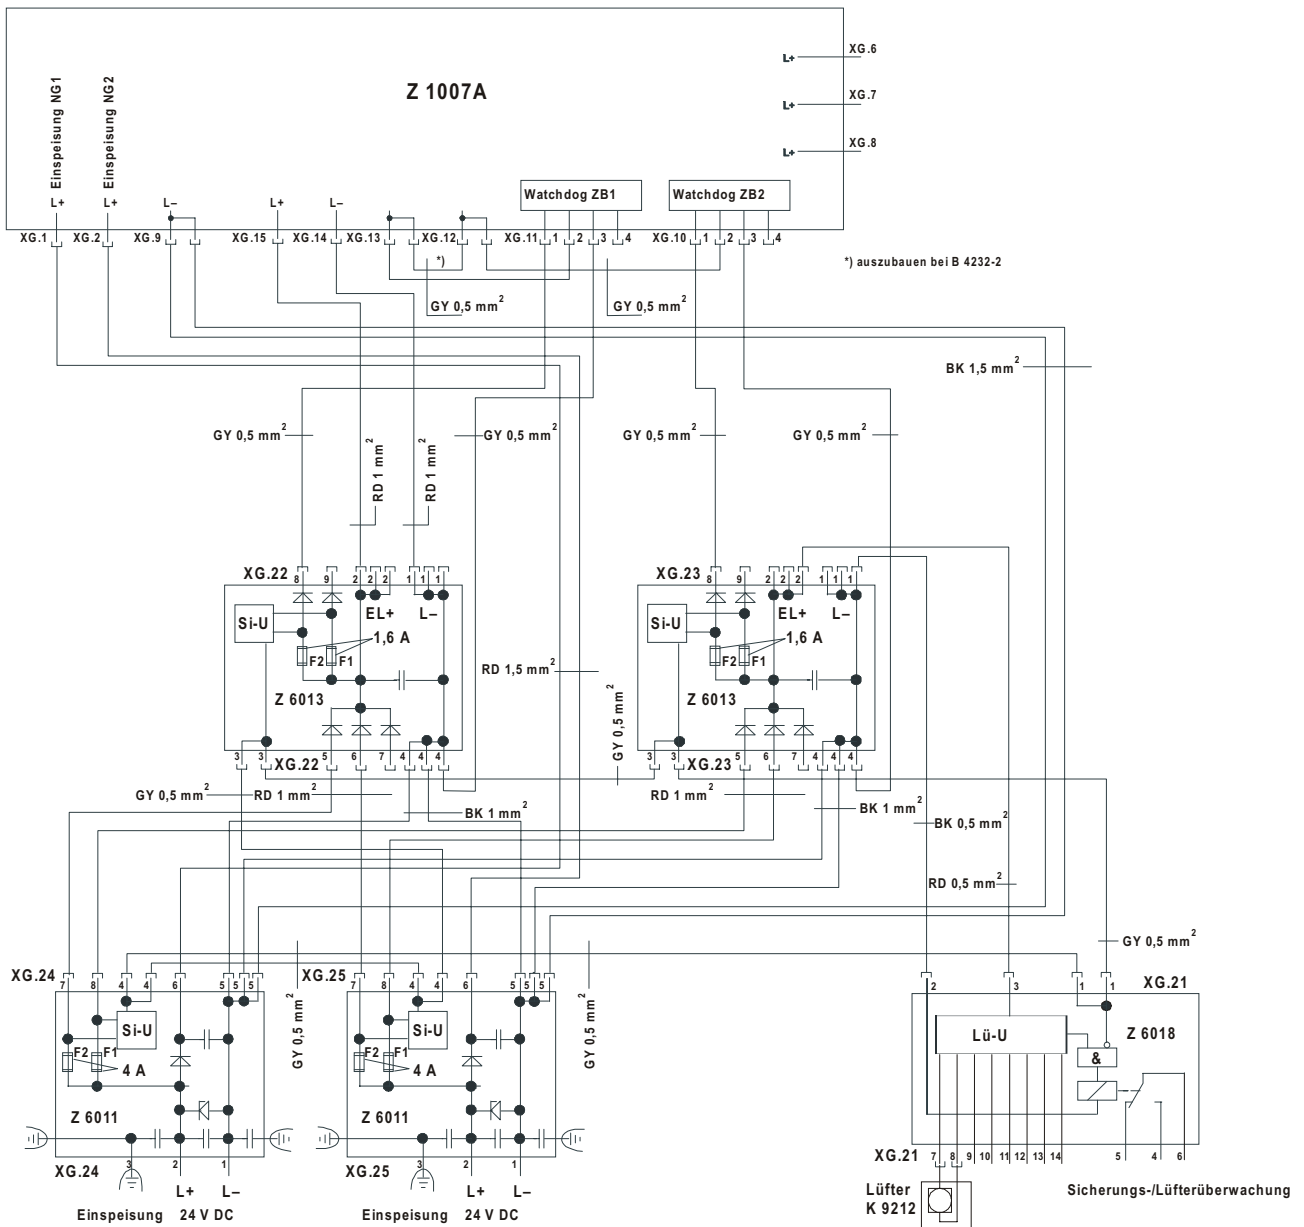 XG.6
L+
Z 1007A
XG.7
L+
XG.8
L+
Einspeisung NG1
Einspeisung NG2
L+
L+
L–
L+
L–
Watchdog ZB1
Watchdog ZB2
XG.1
XG.2
XG.9
XG.15
XG.14
XG.13
XG.12
XG.11
1
2
3
4
XG.10
1
2
3
4
*)
*) auszubauen bei B 4232-2
GY 0,5 mm²
GY 0,5 mm²
BK 1,5 mm²
GY 0,5 mm²
RD 1 mm²
RD 1 mm²
GY 0,5 mm²
GY 0,5 mm²
GY 0,5 mm²
XG.22
8
9
2
2
2
1
1
1
XG.23
8
9
2
2
2
1
1
1
Si-U
EL+
L–
1,6 A
F2
F1
Z 6013
Si-U
EL+
L–
1,6 A
F2
F1
Z 6013
RD 1,5 mm²
GY 0,5 mm²
3
3
XG.22
5
6
7
4
4
4
3
3
XG.23
5
6
7
4
4
4
GY 0,5 mm²
RD 1 mm²
BK 1 mm²
RD 1 mm²
BK 1 mm²
BK 0,5 mm²
RD 0,5 mm²
GY 0,5 mm²
XG.24
7
8
4
4
6
5
5
5
GY 0,5 mm²
XG.25
7
8
4
4
6
5
5
5
GY 0,5 mm²
2
3
1
1
XG.21
Si-U
F2
F1
4 A
Z 6011
Si-U
F2
F1
4 A
Z 6011
Lü-U
Z 6018
&
XG.24
3
2
1
L+
L–
Einspeisung 24 V DC
XG.25
3
2
1
L+
L–
Einspeisung 24 V DC
XG.21
7
8
9
10
11
12
13
14
5
4
6
Lüfter
K 9212
Sicherungs-/Lüfterüberwachung